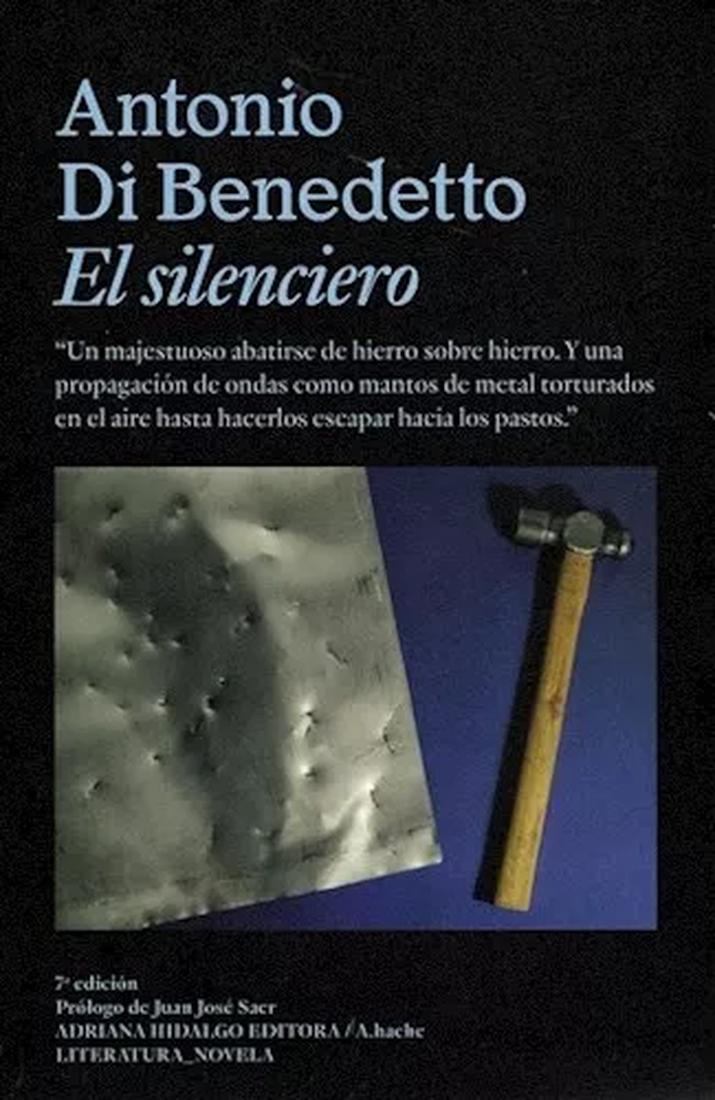 Antonio
Di Benedetto
El silenciero
“Un majestuoso abatirse de hierro sobre hierro. Y una
propagación de ondas como mantos de metal torturados
en el aire hasta hacerlos escapar hacia los pastos.”
7ª edición
Prólogo de Juan José Saer
ADRIANA HIDALGO EDITORA / A.hache
LITERATURA_NOVELA